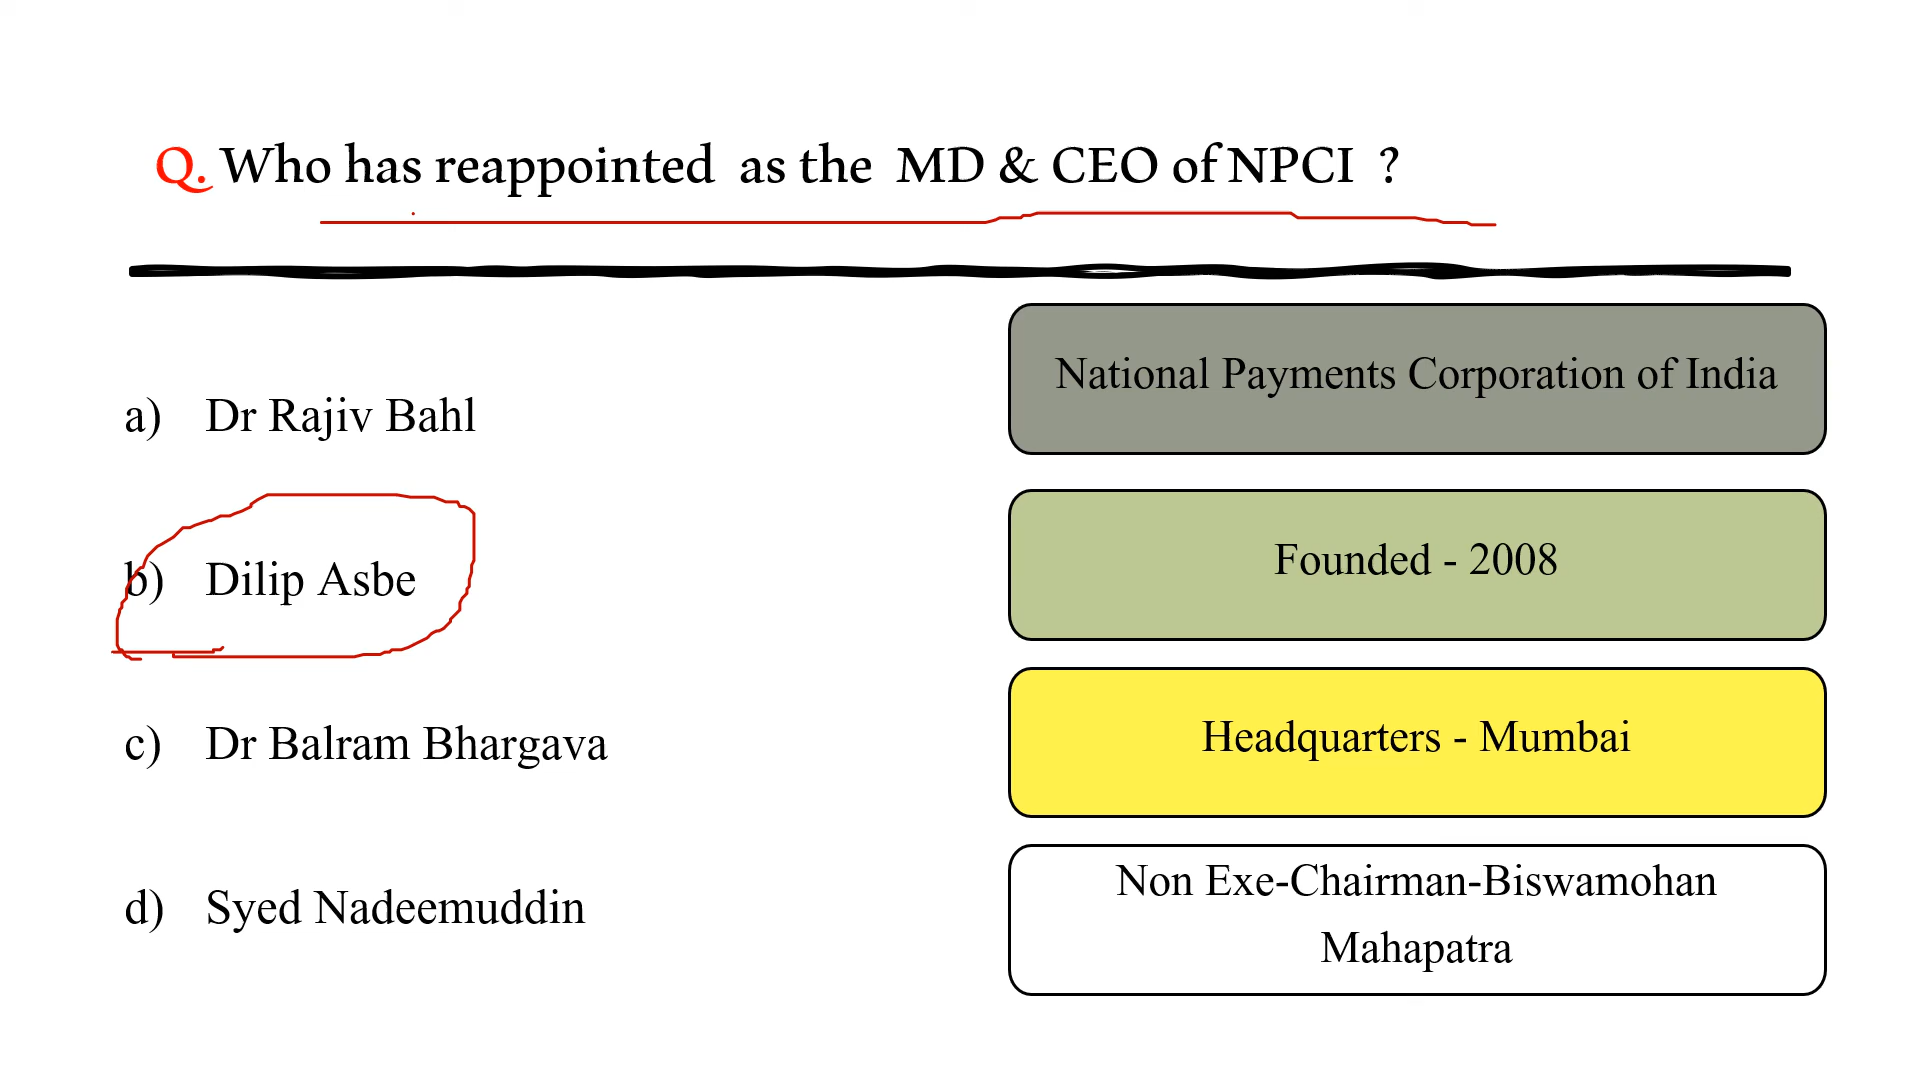 Q. Who has reappointed as the MD & CEO of NPCI ?
a) Dr Rajiv Bahl
b) Dilip Asbe
c) Dr Balram Bhargava
d) Syed Nadeemuddin
National Payments Corporation of India
Founded - 2008
Headquarters - Mumbai
Non Exe-Chairman-Biswamohan
Mahapatra